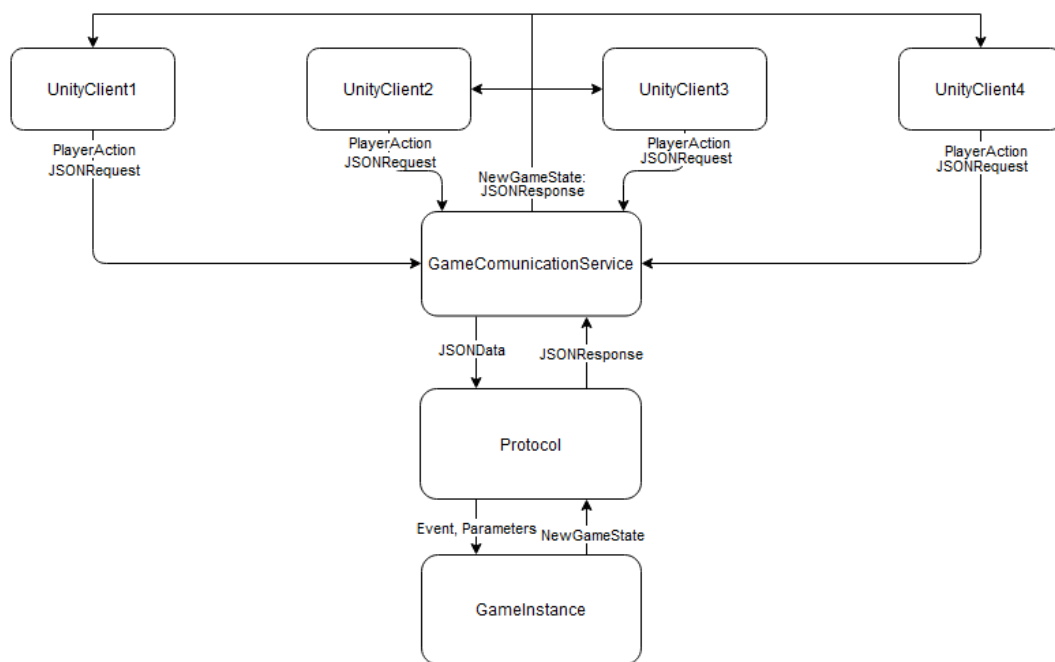 UnityClient1
UnityClient2
UnityClient3
UnityClient4
PlayerAction
JSONRequest
PlayerAction
JSONRequest
PlayerAction
JSONRequest
PlayerAction
JSONRequest
NewGameState:
JSONResponse
GameComunicationService
JSONData
JSONResponse
Protocol
Event, Parameters
NewGameState
GameInstance